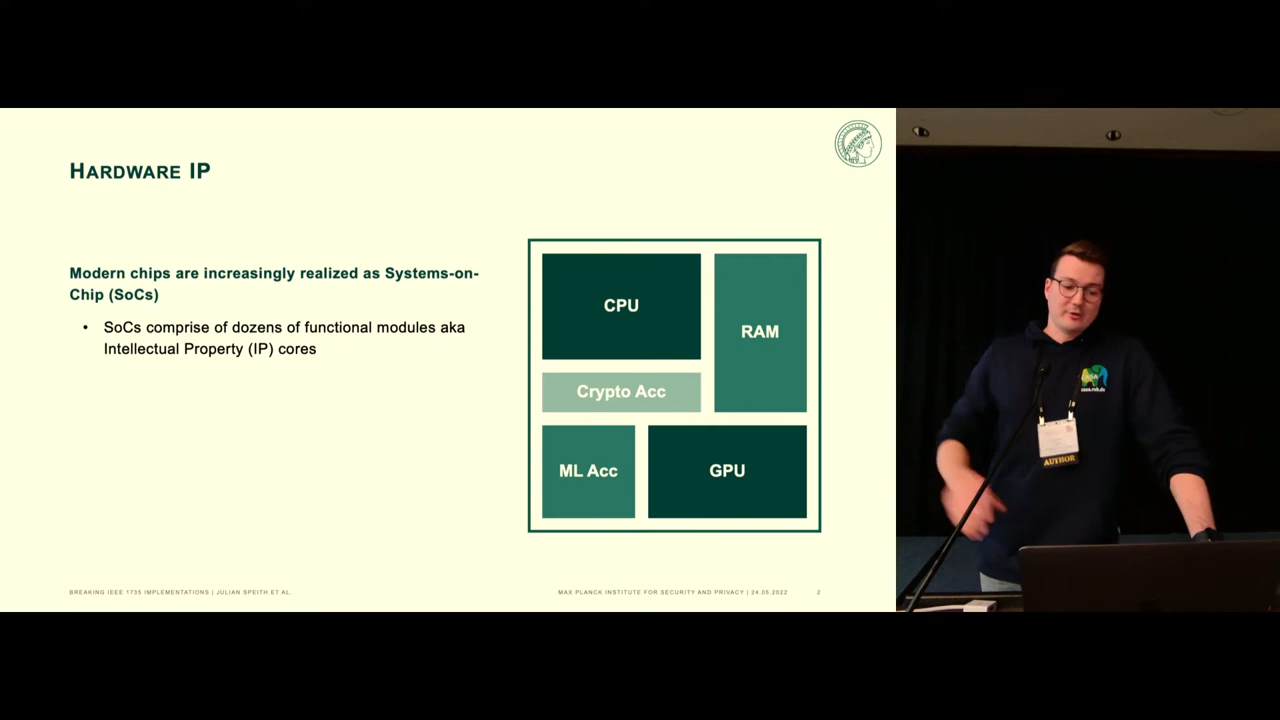 HARDWARE IP
Modern chips are increasingly realized as Systems-on-
Chip (SoCs)
• SoCs comprise of dozens of functional modules aka
Intellectual Property (IP) cores
CPU
RAM
Crypto Acc
ML Acc
GPU
BREAKING IEEE 1735 IMPLEMENTATIONS | JULIAN SPEITH ET AL.
MAX PLANCK INSTITUTE FOR SECURITY AND PRIVACY | 24.05.2022
2
AUTHOR